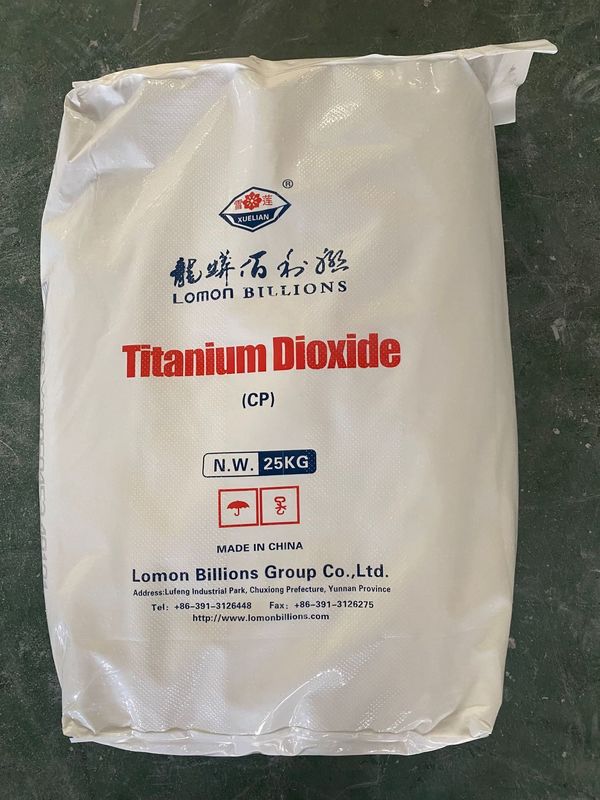 ®
雪 莲
XUELIAN
龍蟒佰利聯
LOMON BILLIONS
Titanium Dioxide
(CP)
N.W. 25KG
MADE IN CHINA
Lomon Billions Group Co.,Ltd.
Address:Lufeng Industrial Park, Chuxiong Prefecture, Yunnan Province
Tel: +86-391-3126448 Fax: +86-391-3126275
http://www.lomonbillions.com